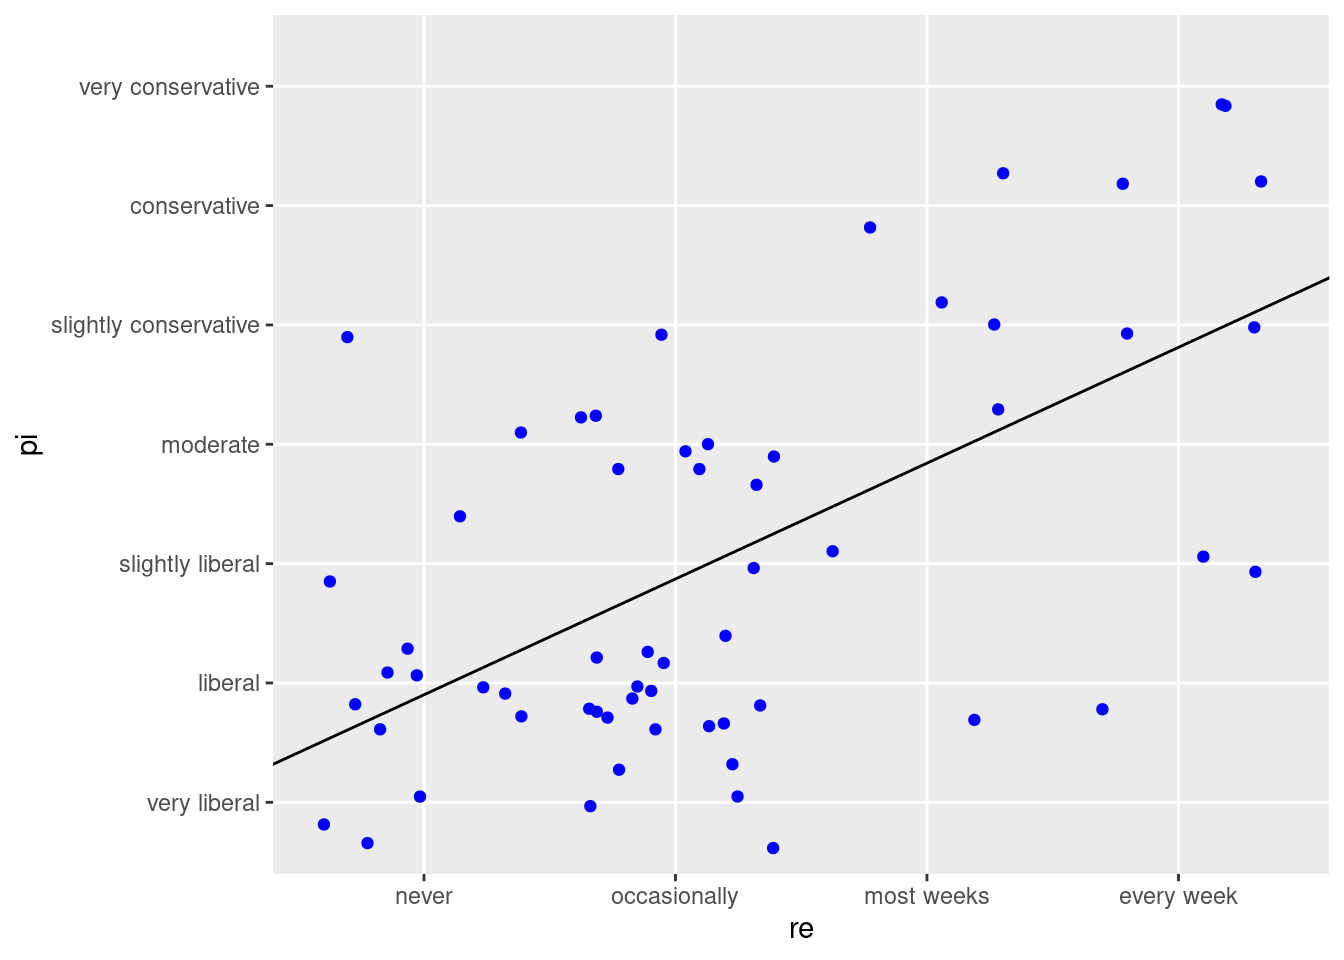 very conservative
conservative
slightly conservative
moderate
slightly liberal
liberal
very liberal
pi
never occasionally most weeks every week
re